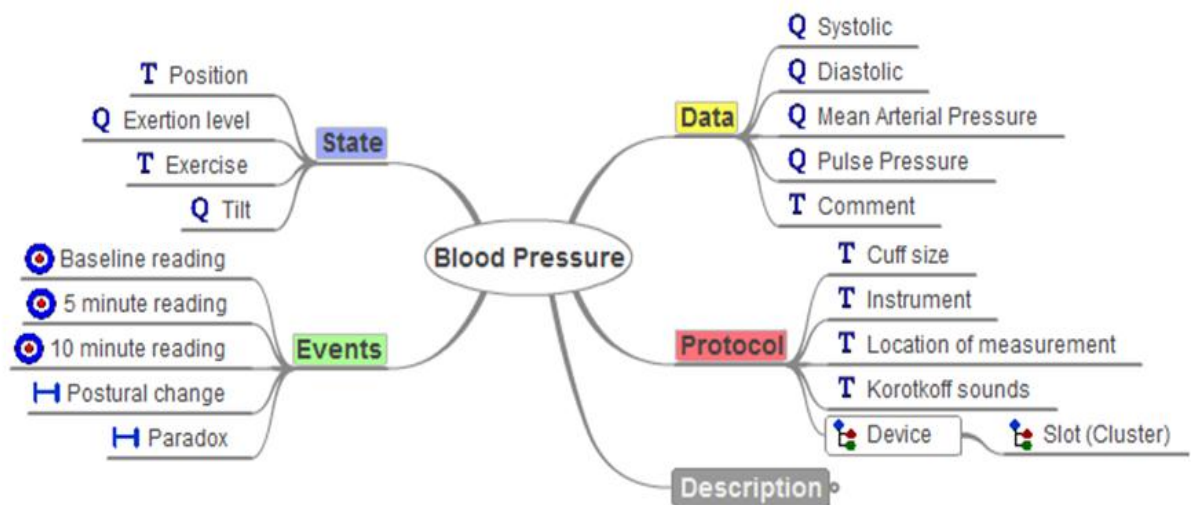 Blood Pressure
State
T Position
Q Exertion level
T Exercise
Q Tilt
Events
Baseline reading
5 minute reading
10 minute reading
Postural change
Paradox
Data
Q Systolic
Q Diastolic
Q Mean Arterial Pressure
Q Pulse Pressure
T Comment
Protocol
T Cuff size
T Instrument
T Location of measurement
T Korotkoff sounds
Device
Slot (Cluster)
Description